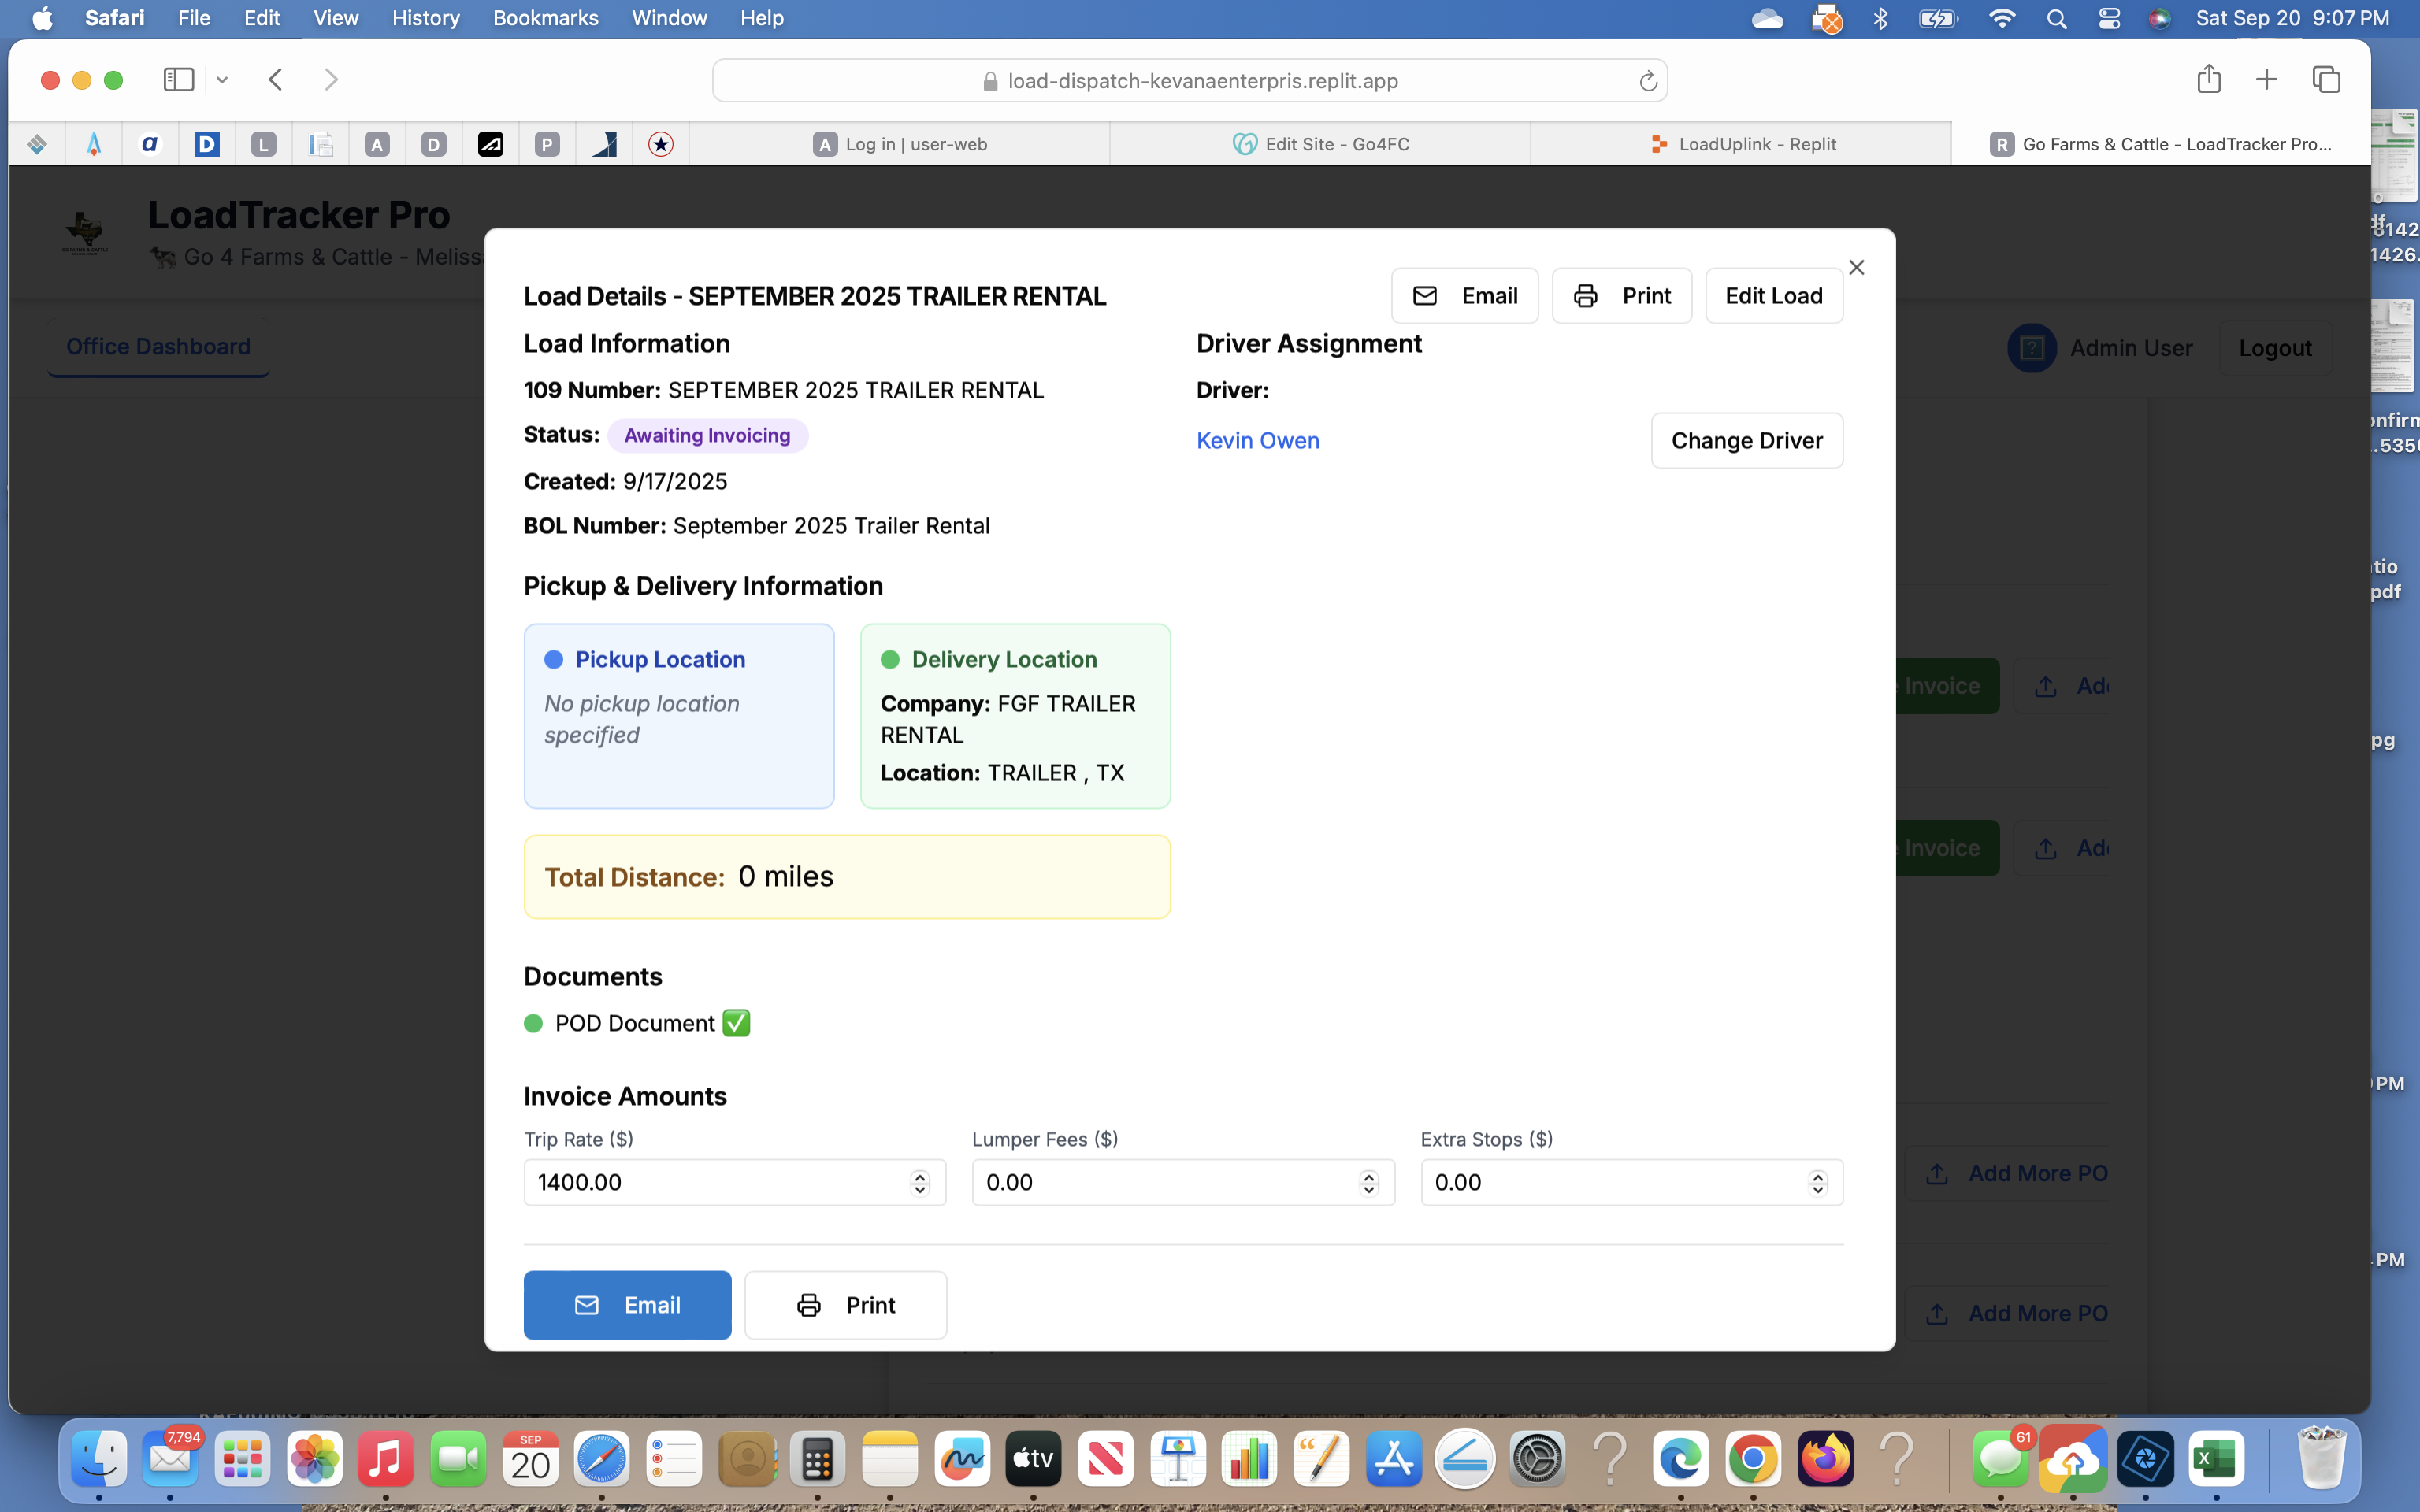 Safari File Edit View History Bookmarks Window Help Sat Sep 20 9:07 PM
load-dispatch-kevanaenterpris.replit.app
a D L A D P A Log in | user-web Edit Site - Go4FC LoadUplink - Replit R Go Farms & Cattle - LoadTracker Pro...
LoadTracker Pro
Go 4 Farms & Cattle - Meliss
Office Dashboard
Admin User
Logout
Load Details - SEPTEMBER 2025 TRAILER RENTAL
Email
Print
Edit Load
Load Information
109 Number: SEPTEMBER 2025 TRAILER RENTAL
Status: Awaiting Invoicing
Created: 9/17/2025
BOL Number: September 2025 Trailer Rental
Driver Assignment
Driver:
Kevin Owen
Change Driver
Pickup & Delivery Information
Pickup Location
No pickup location
specified
Delivery Location
Company: FGF TRAILER
RENTAL
Location: TRAILER , TX
Total Distance: 0 miles
Documents
POD Document
Invoice Amounts
Trip Rate ($)
1400.00
Lumper Fees ($)
0.00
Extra Stops ($)
0.00
Email
Print
Invoice
Invoice
Add More PO
Add More PO
1426.
.535
pdf
PM
PM
7,794
SEP
20
tv
61